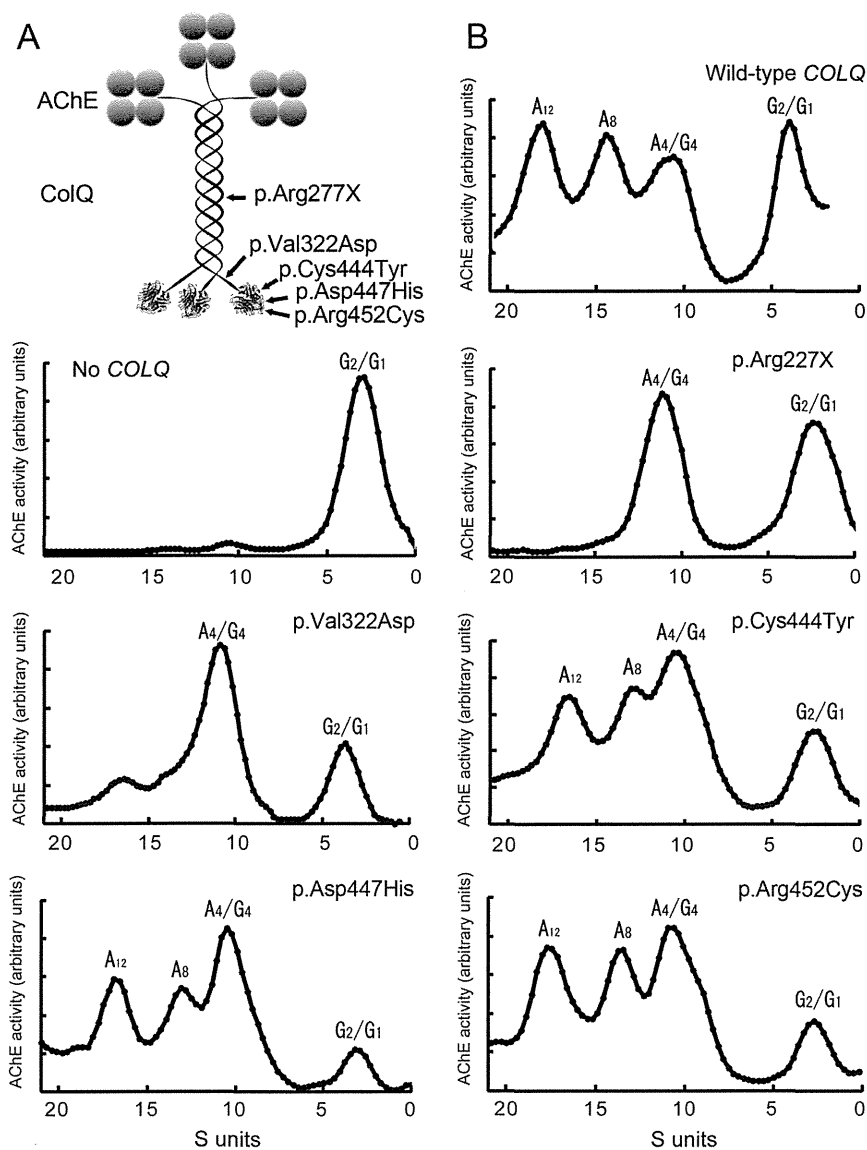 A
AChE
ColQ
p.Arg277X
p.Val322Asp
p.Cys444Tyr
p.Asp447His
p.Arg452Cys
B
Wild-type COLQ
AChE activity (arbitrary units)
A12
A8
A4/G4
G2/G1
20 15 10 5 0
No COLQ
AChE activity (arbitrary units)
G2/G1
20 15 10 5 0
p.Arg227X
AChE activity (arbitrary units)
A4/G4
G2/G1
20 15 10 5 0
p.Val322Asp
AChE activity (arbitrary units)
A4/G4
G2/G1
20 15 10 5 0
p.Cys444Tyr
AChE activity (arbitrary units)
A12
A8
A4/G4
G2/G1
20 15 10 5 0
p.Asp447His
AChE activity (arbitrary units)
A12
A8
A4/G4
G2/G1
20 15 10 5 0
S units
p.Arg452Cys
AChE activity (arbitrary units)
A12
A8
A4/G4
G2/G1
20 15 10 5 0
S units